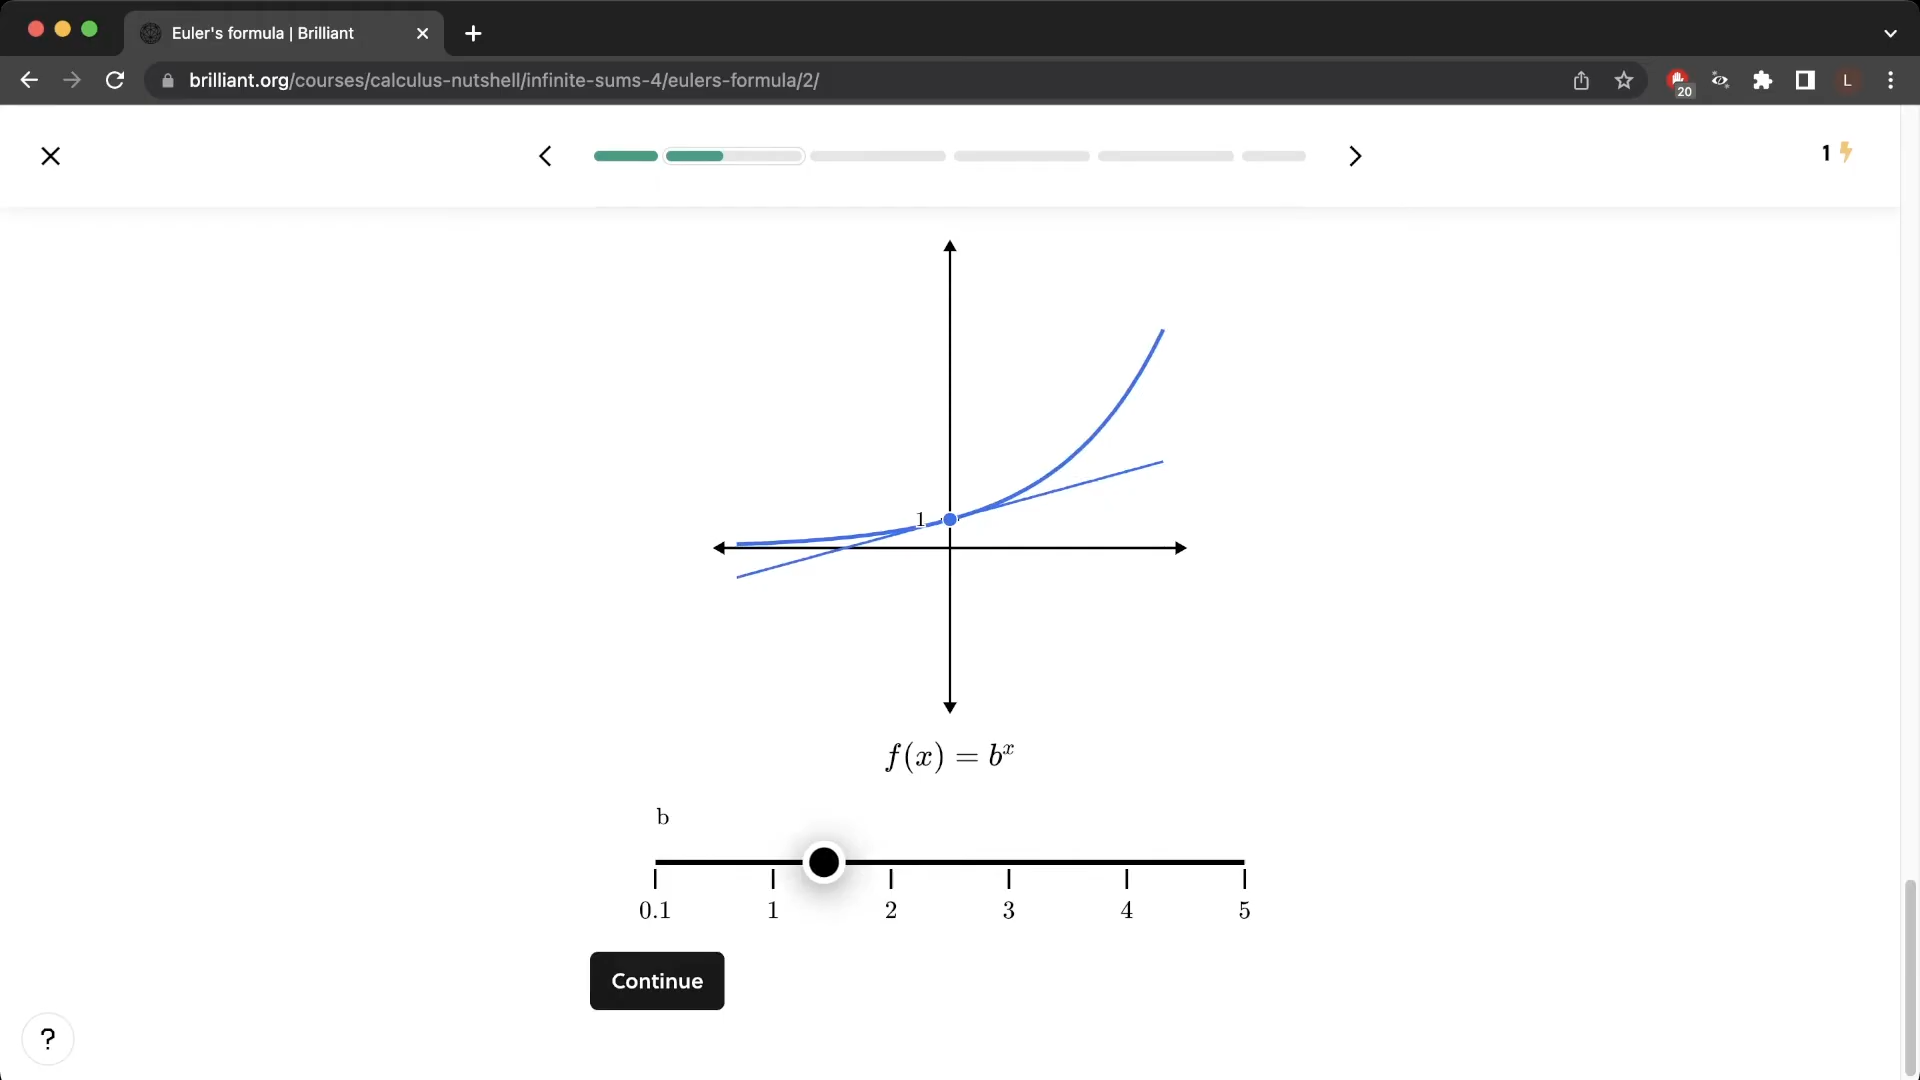 Euler's formula | Brilliant
brilliant.org/courses/calculus-nutshell/infinite-sums-4/eulers-formula/2/
20
L
1
1
f(x) = b^x
b
0.1 1 2 3 4 5
Continue
?